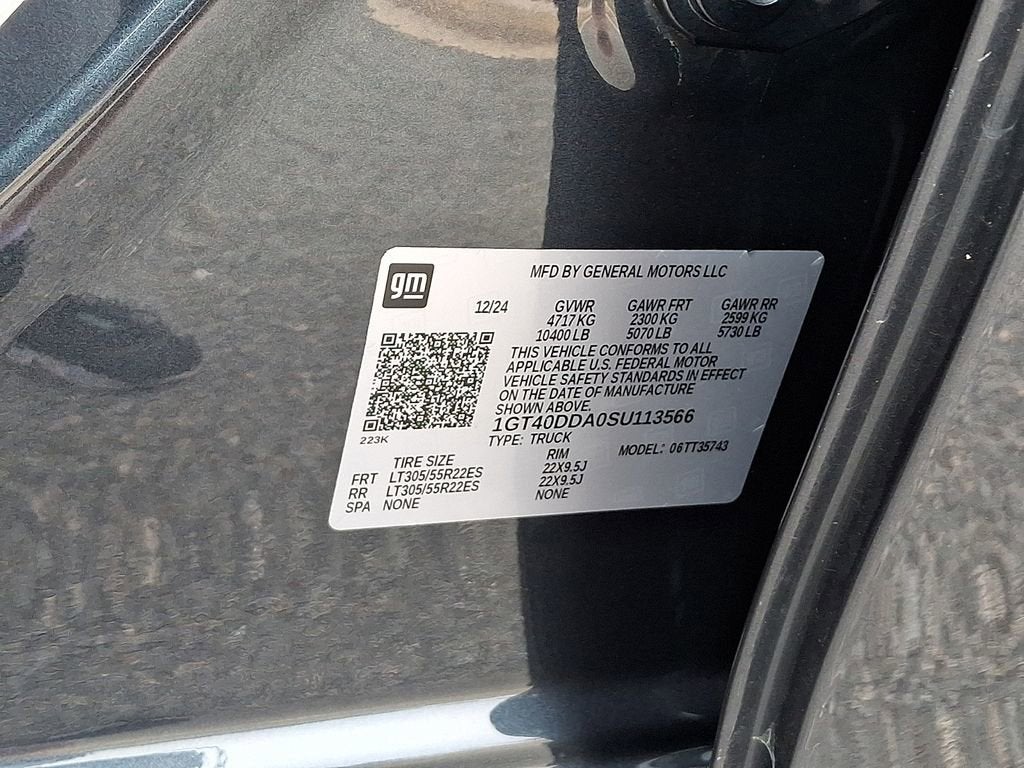 gm
MFD BY GENERAL MOTORS LLC
12/24 GVWR GAWR FRT GAWR RR
4717 KG 2300 KG 2599 KG
10400 LB 5070 LB 5730 LB
THIS VEHICLE CONFORMS TO ALL
APPLICABLE U.S. FEDERAL MOTOR
VEHICLE SAFETY STANDARDS IN EFFECT
ON THE DATE OF MANUFACTURE
SHOWN ABOVE.
1GT40DDA0SU113566
223K
TYPE: TRUCK MODEL: 06TT35743
TIRE SIZE RIM
FRT LT305/55R22ES 22X9.5J
RR LT305/55R22ES 22X9.5J
SPA NONE NONE